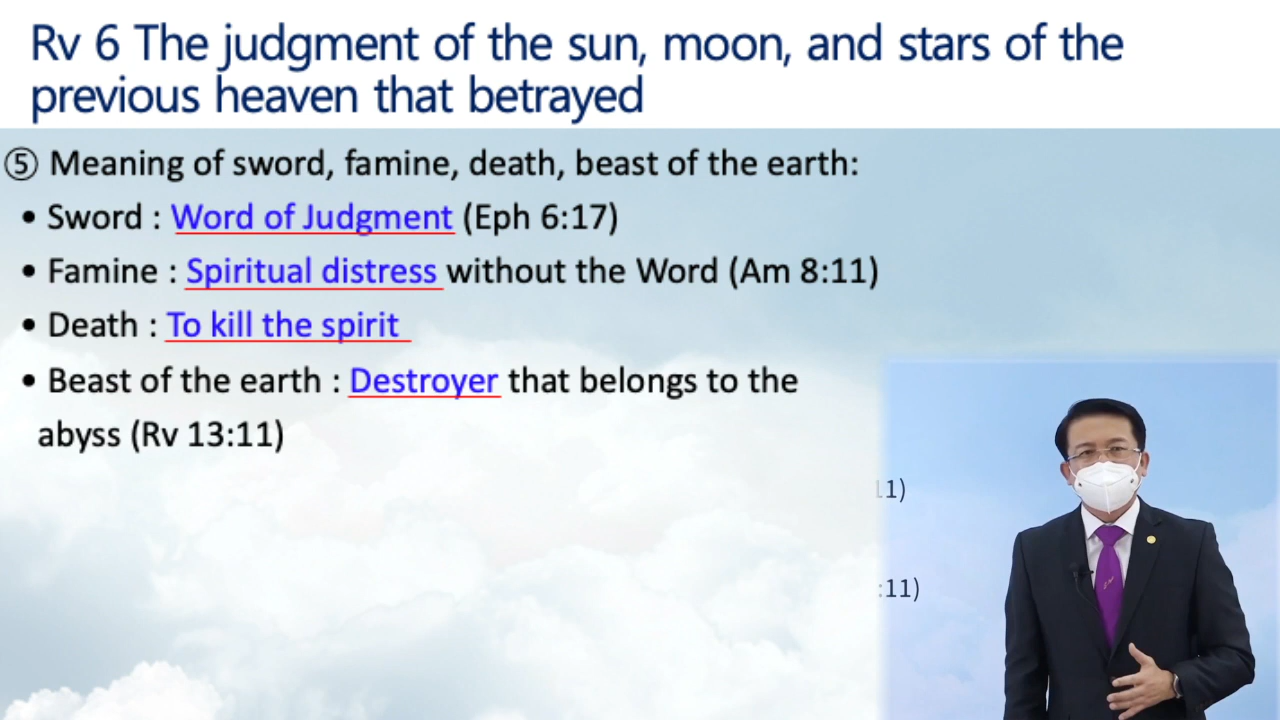 Rv 6 The judgment of the sun, moon, and stars of the
previous heaven that betrayed
⑤ Meaning of sword, famine, death, beast of the earth:
• Sword : Word of Judgment (Eph 6:17)
• Famine : Spiritual distress without the Word (Am 8:11)
• Death : To kill the spirit
• Beast of the earth : Destroyer that belongs to the
abyss (Rv 13:11)
11)
:11)